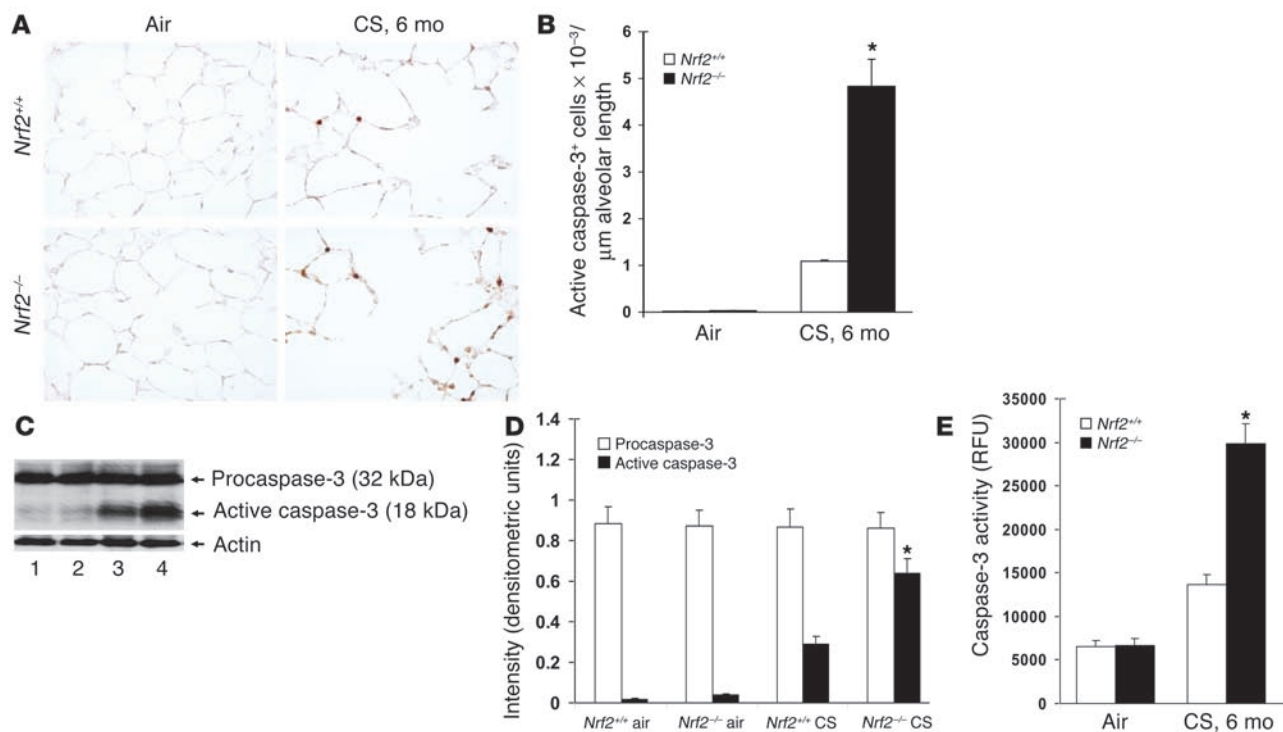 A
Air
CS, 6 mo
Nrf2+/+
Nrf2–/–
B
Active caspase-3+ cells × 10–3/
μm alveolar length
6
5
4
3
2
1
0
Nrf2+/+
Nrf2–/–
*
Air
CS, 6 mo
C
Procaspase-3 (32 kDa)
Active caspase-3 (18 kDa)
Actin
1 2 3 4
D
Intensity (densitometric units)
1.4
1.2
1
0.8
0.6
0.4
0.2
0
Procaspase-3
Active caspase-3
*
Nrf2+/+ air
Nrf2–/– air
Nrf2+/+ CS
Nrf2–/– CS
E
Caspase-3 activity (RFU)
35000
30000
25000
20000
15000
10000
5000
0
Nrf2+/+
Nrf2–/–
*
Air
CS, 6 mo